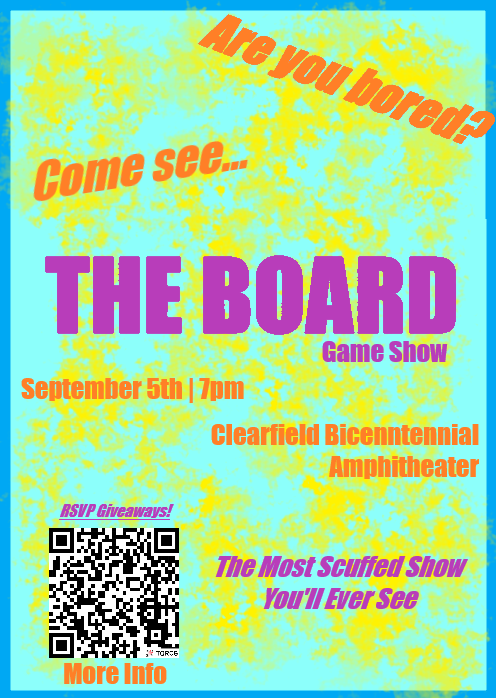 Are you bored?
Come see...
THE BOARD
Game Show
September 5th | 7pm
Clearfield Bicenntennial
Amphitheater
RSVP Giveaways!
The Most Scuffed Show
You'll Ever See
More Info